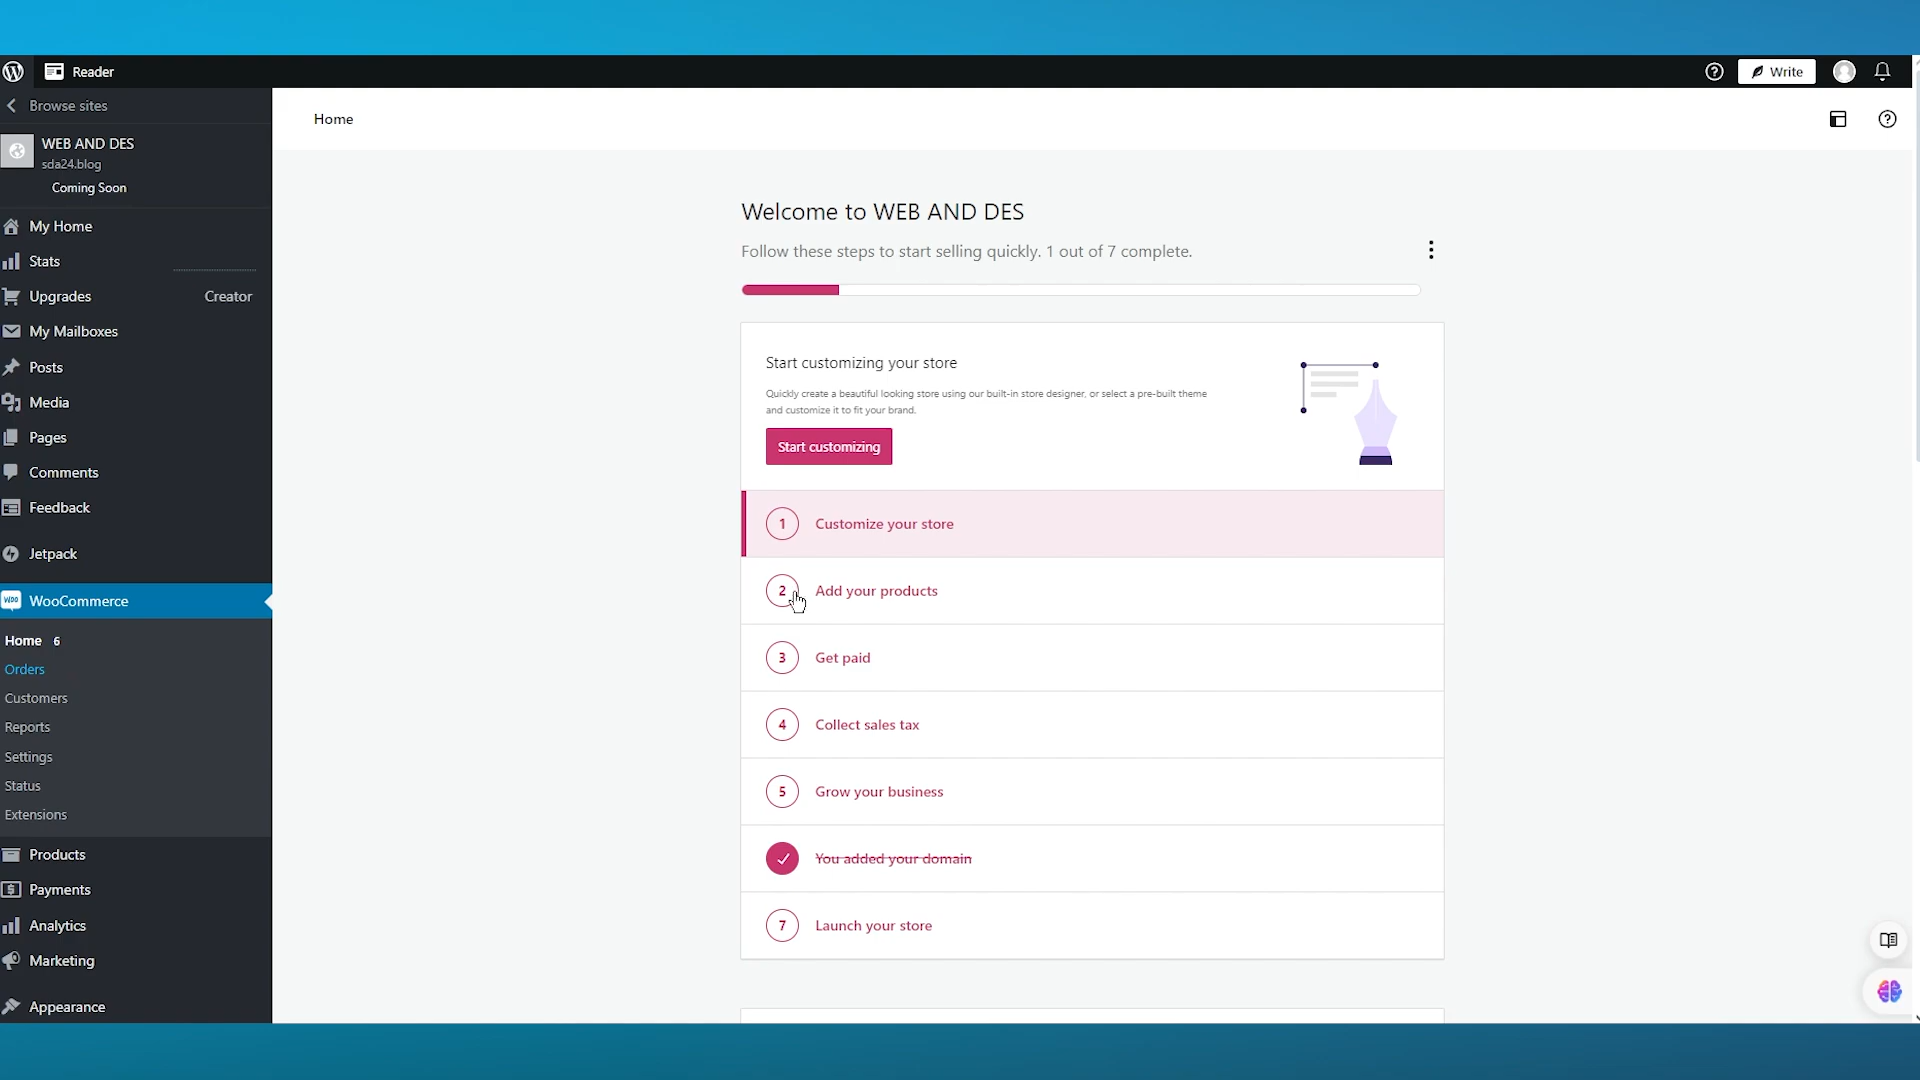 Reader
Write
Browse sites
WEB AND DES
sda24.blog
Coming Soon
My Home
Stats
Upgrades Creator
My Mailboxes
Posts
Media
Pages
Comments
Feedback
Jetpack
WooCommerce
Home 6
Orders
Customers
Reports
Settings
Status
Extensions
Products
Payments
Analytics
Marketing
Appearance
Home
Welcome to WEB AND DES
Follow these steps to start selling quickly. 1 out of 7 complete.
Start customizing your store
Quickly create a beautiful looking store using our built-in store designer, or select a pre-built theme
and customize it to fit your brand.
Start customizing
1 Customize your store
2 Add your products
3 Get paid
4 Collect sales tax
5 Grow your business
You added your domain
7 Launch your store